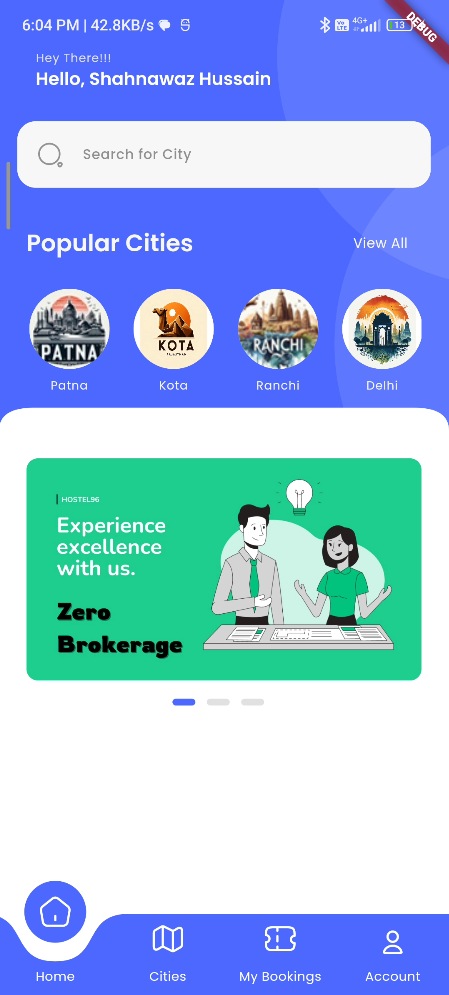 6:04 PM | 42.8KB/s
Vo LTE 4G+ 13
DEBUG
Hey There!!!
Hello, Shahnawaz Hussain
Search for City
Popular Cities
View All
PATNA
KOTA
RANCHI
Patna
Kota
Ranchi
Delhi
HOSTEL96
Experience
excellence
with us.
Zero
Brokerage
Home
Cities
My Bookings
Account